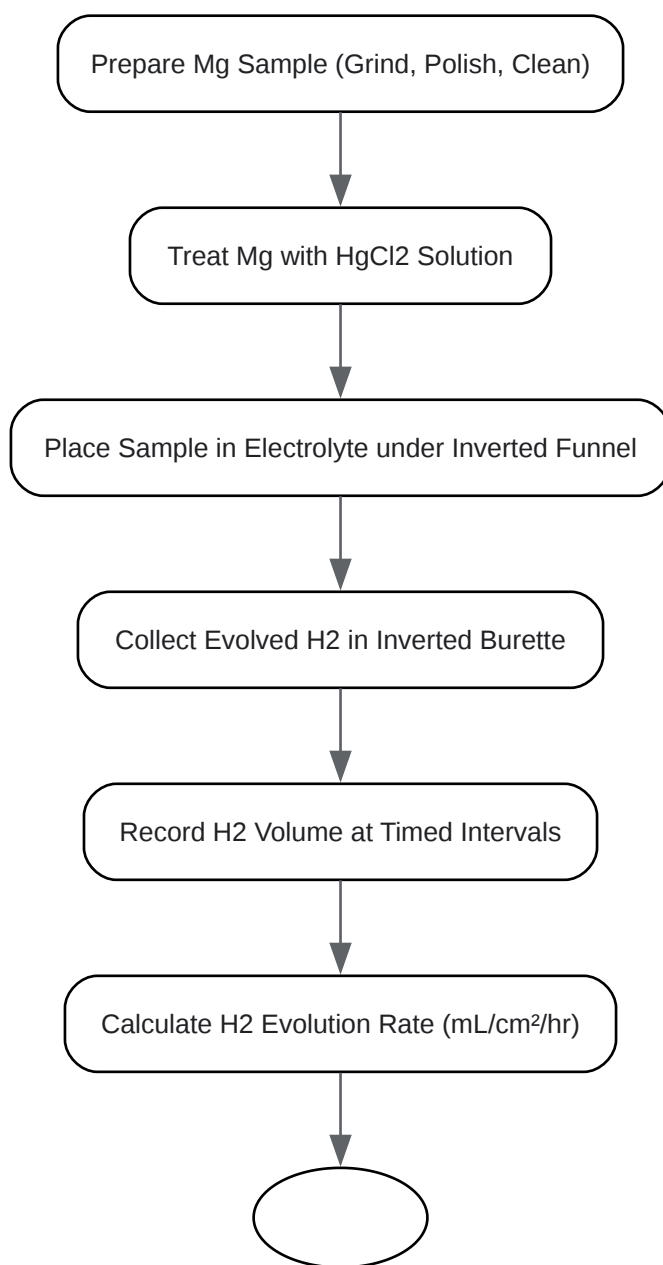 Prepare Mg Sample (Grind, Polish, Clean)
Treat Mg with HgCl2 Solution
Place Sample in Electrolyte under Inverted Funnel
Collect Evolved H2 in Inverted Burette
Record H2 Volume at Timed Intervals
Calculate H2 Evolution Rate (mL/cm²/hr)